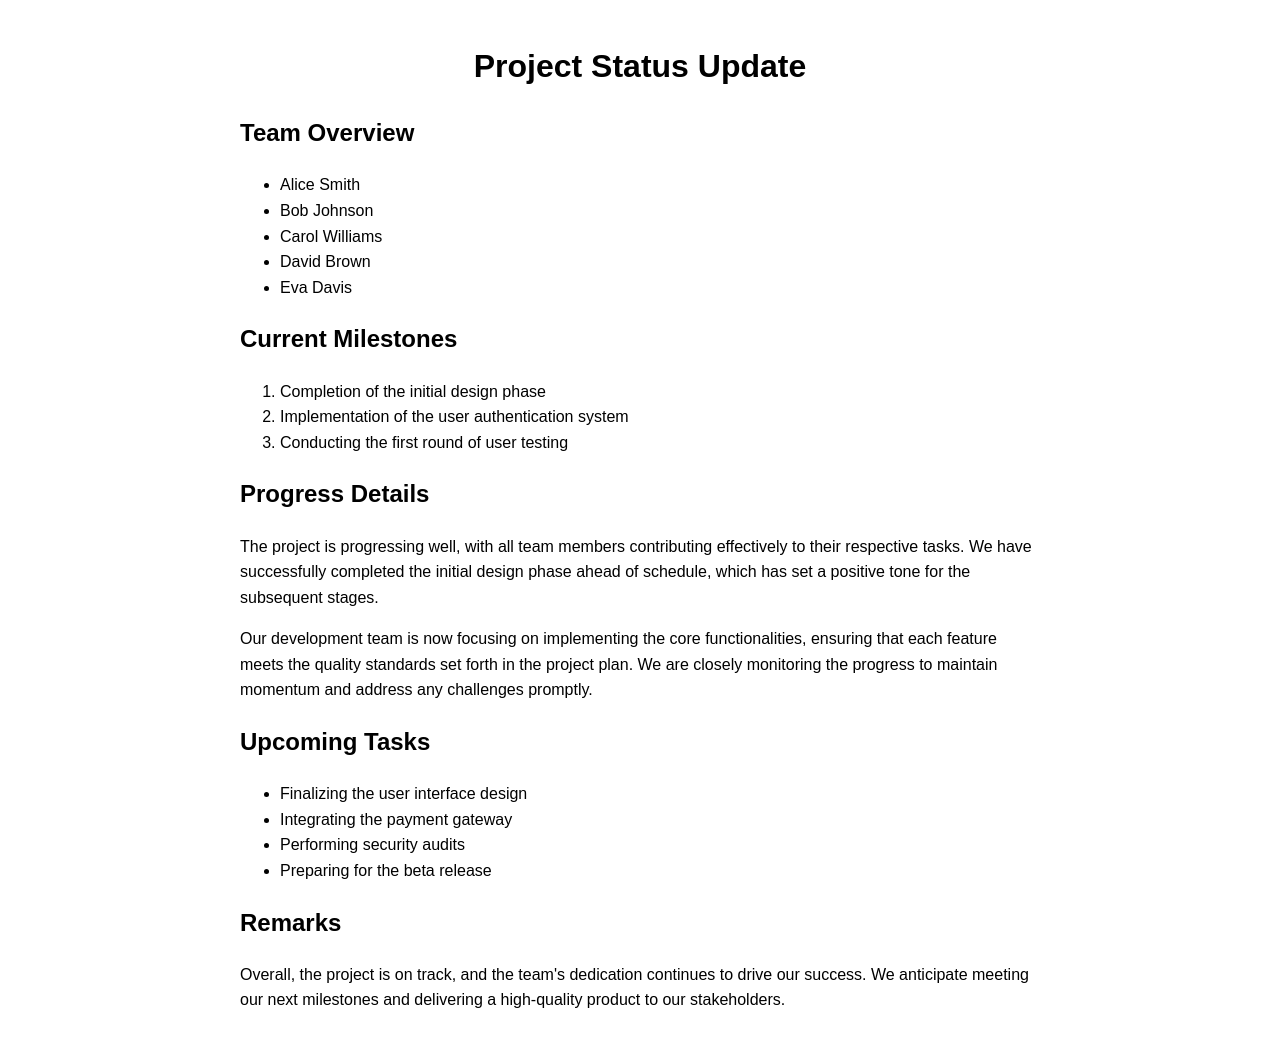 Project Status Update
Team Overview
• Alice Smith
• Bob Johnson
• Carol Williams
• David Brown
• Eva Davis
Current Milestones
1. Completion of the initial design phase
2. Implementation of the user authentication system
3. Conducting the first round of user testing
Progress Details
The project is progressing well, with all team members contributing effectively to their respective tasks. We have
successfully completed the initial design phase ahead of schedule, which has set a positive tone for the
subsequent stages.
Our development team is now focusing on implementing the core functionalities, ensuring that each feature
meets the quality standards set forth in the project plan. We are closely monitoring the progress to maintain
momentum and address any challenges promptly.
Upcoming Tasks
• Finalizing the user interface design
• Integrating the payment gateway
• Performing security audits
• Preparing for the beta release
Remarks
Overall, the project is on track, and the team's dedication continues to drive our success. We anticipate meeting
our next milestones and delivering a high-quality product to our stakeholders.